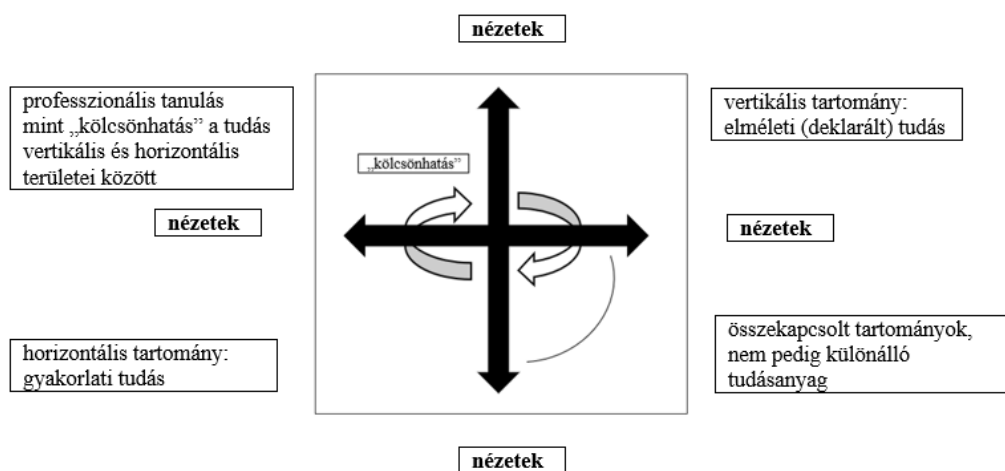 nézetek
professzionális tanulás
mint „kölcsönhatás” a tudás
vertikális és horizontális
területei között
vertikális tartomány:
elméleti (deklarált) tudás
„kölcsönhatás”
nézetek
nézetek
horizontális tartomány:
gyakorlati tudás
összekapcsolt tartományok,
nem pedig különálló
tudásanyag
nézetek